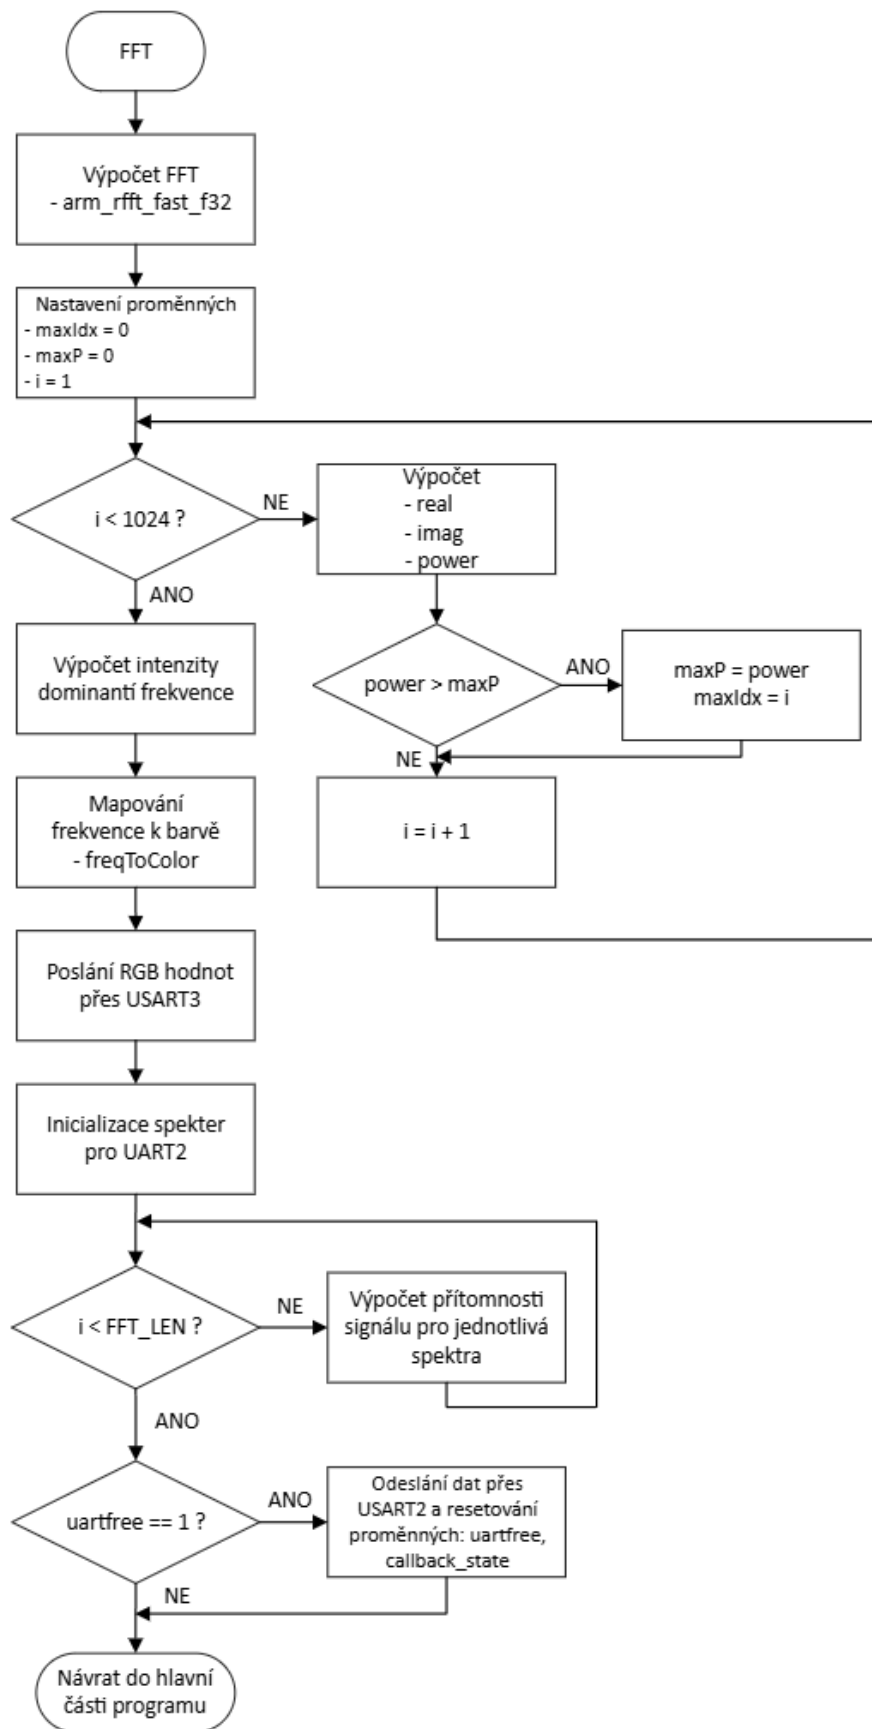 FFT
Výpočet FFT
- arm_rfft_fast_f32
Nastavení proměnných
- maxIdx = 0
- maxP = 0
- i = 1
i < 1024 ?
NE
Výpočet
- real
- imag
- power
ANO
Výpočet intenzity
dominantí frekvence
power > maxP
ANO
maxP = power
maxIdx = i
NE
Mapování
frekvence k barvě
- freqToColor
i = i + 1
Poslání RGB hodnot
přes USART3
Inicializace spekter
pro UART2
i < FFT_LEN ?
NE
Výpočet přítomnosti
signálu pro jednotlivá
spektra
ANO
uartfree == 1 ?
ANO
Odeslání dat přes
USART2 a resetování
proměnných: uartfree,
callback_state
NE
Návrat do hlavní
části programu